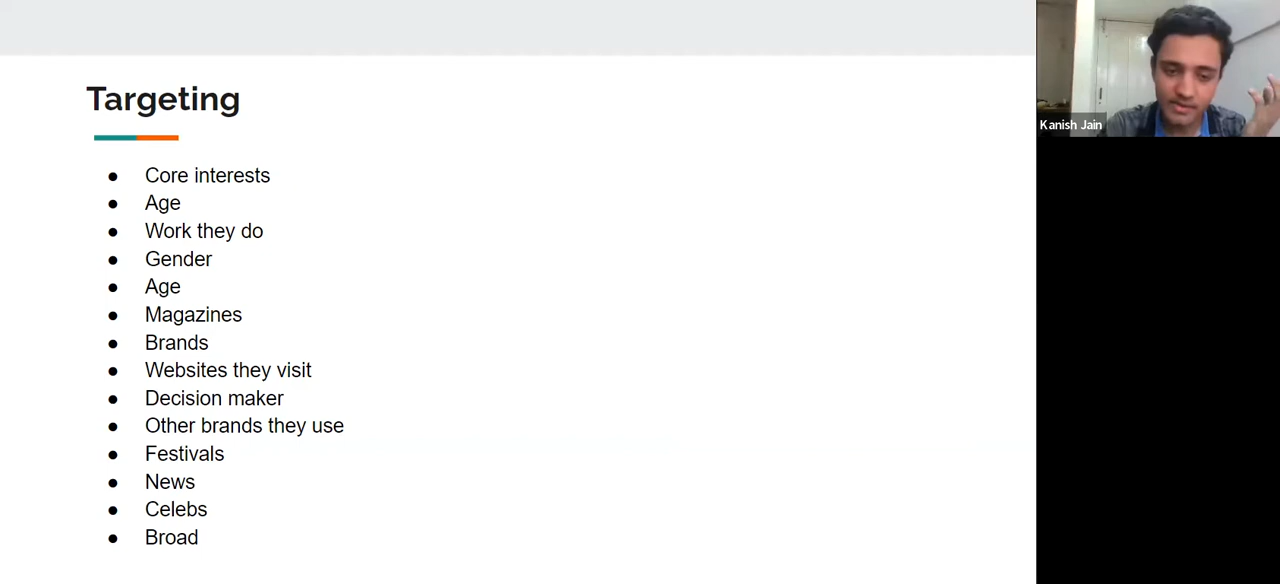 Targeting
● Core interests
● Age
● Work they do
● Gender
● Age
● Magazines
● Brands
● Websites they visit
● Decision maker
● Other brands they use
● Festivals
● News
● Celebs
● Broad
Kanish Jain